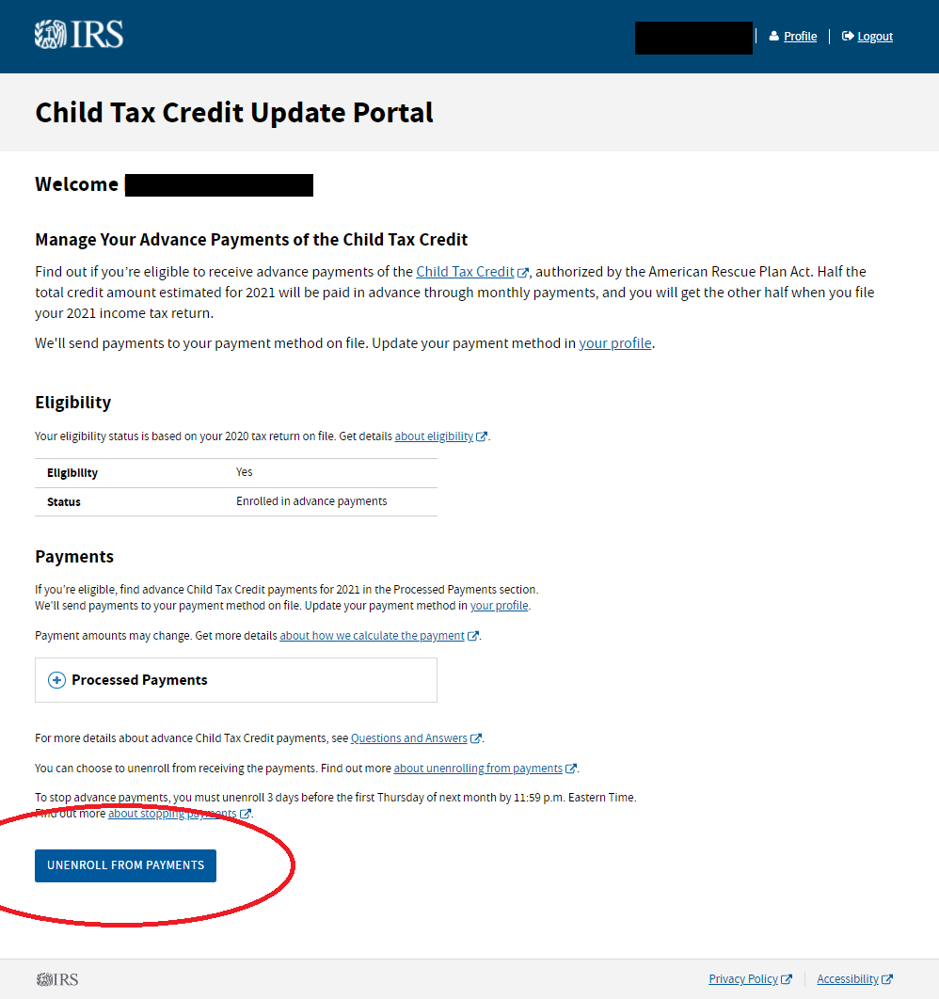 IRS
Profile
Logout
Child Tax Credit Update Portal
Welcome
Manage Your Advance Payments of the Child Tax Credit
Find out if you’re eligible to receive advance payments of the Child Tax Credit, authorized by the American Rescue Plan Act. Half the
total credit amount estimated for 2021 will be paid in advance through monthly payments, and you will get the other half when you file
your 2021 income tax return.
We'll send payments to your payment method on file. Update your payment method in your profile.
Eligibility
Your eligibility status is based on your 2020 tax return on file. Get details about eligibility.
Eligibility Yes
Status Enrolled in advance payments
Payments
If you’re eligible, find advance Child Tax Credit payments for 2021 in the Processed Payments section.
We’ll send payments to your payment method on file. Update your payment method in your profile.
Payment amounts may change. Get more details about how we calculate the payment.
Processed Payments
For more details about advance Child Tax Credit payments, see Questions and Answers.
You can choose to unenroll from receiving the payments. Find out more about unenrolling from payments.
To stop advance payments, you must unenroll 3 days before the first Thursday of next month by 11:59 p.m. Eastern Time.
Find out more about stopping payments.
UNENROLL FROM PAYMENTS
IRS
Privacy Policy
Accessibility